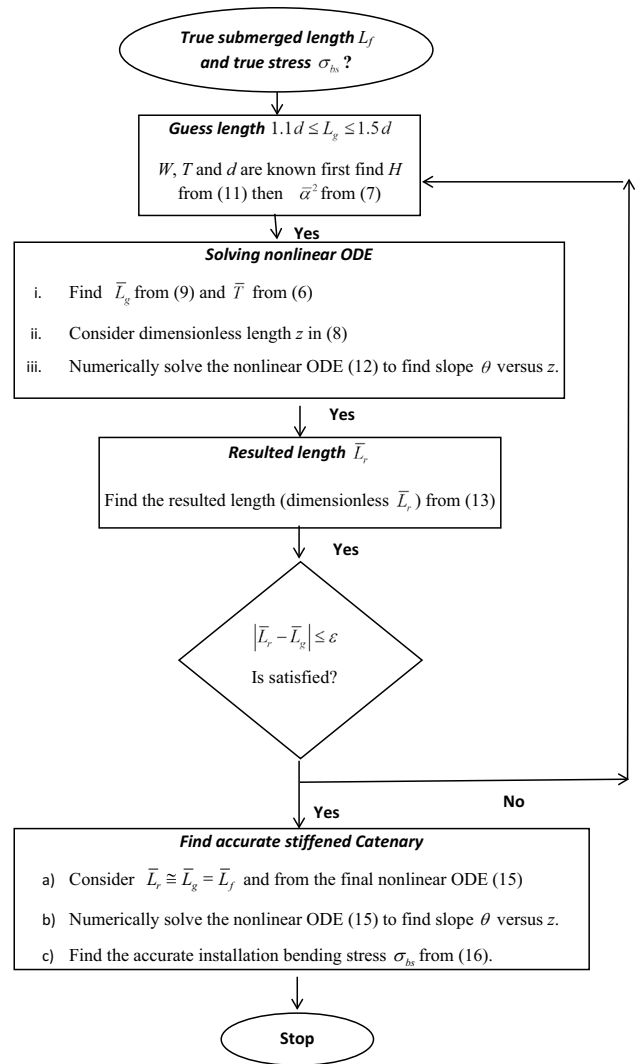 True submerged length L_f
and true stress σ_bs ?
Guess length 1.1d ≤ L_g ≤ 1.5d
W, T and d are known first find H
from (11) then ᾱ² from (7)
Yes
Solving nonlinear ODE
i. Find L̄_g from (9) and T̄ from (6)
ii. Consider dimensionless length z in (8)
iii. Numerically solve the nonlinear ODE (12) to find slope θ versus z.
Yes
Resulted length L̄_r
Find the resulted length (dimensionless L̄_r) from (13)
Yes
|L̄_r − L̄_g| ≤ ε
Is satisfied?
No
Yes
Find accurate stiffened Catenary
a) Consider L̄_r ≅ L̄_g = L̄_f and from the final nonlinear ODE (15)
b) Numerically solve the nonlinear ODE (15) to find slope θ versus z.
c) Find the accurate installation bending stress σ_bs from (16).
Stop